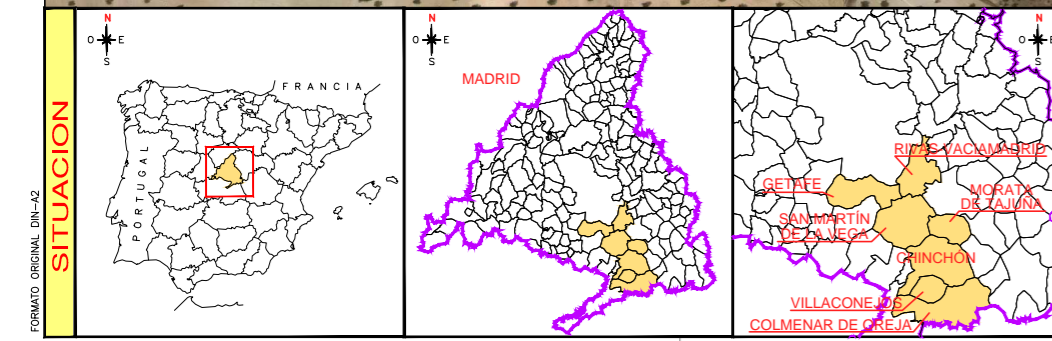 FORMATO ORIGINAL DIN-A2
SITUACION
N
O E
S
FRANCIA
PORTUGAL
N
O E
S
MADRID
N
O E
S
RIVAS-VACIAMADRID
GETAFE
MORATA
DE TAJUÑA
SAN MARTÍN
DE LA VEGA
CHINCHÓN
VILLACONEJOS
COLMENAR DE OREJA